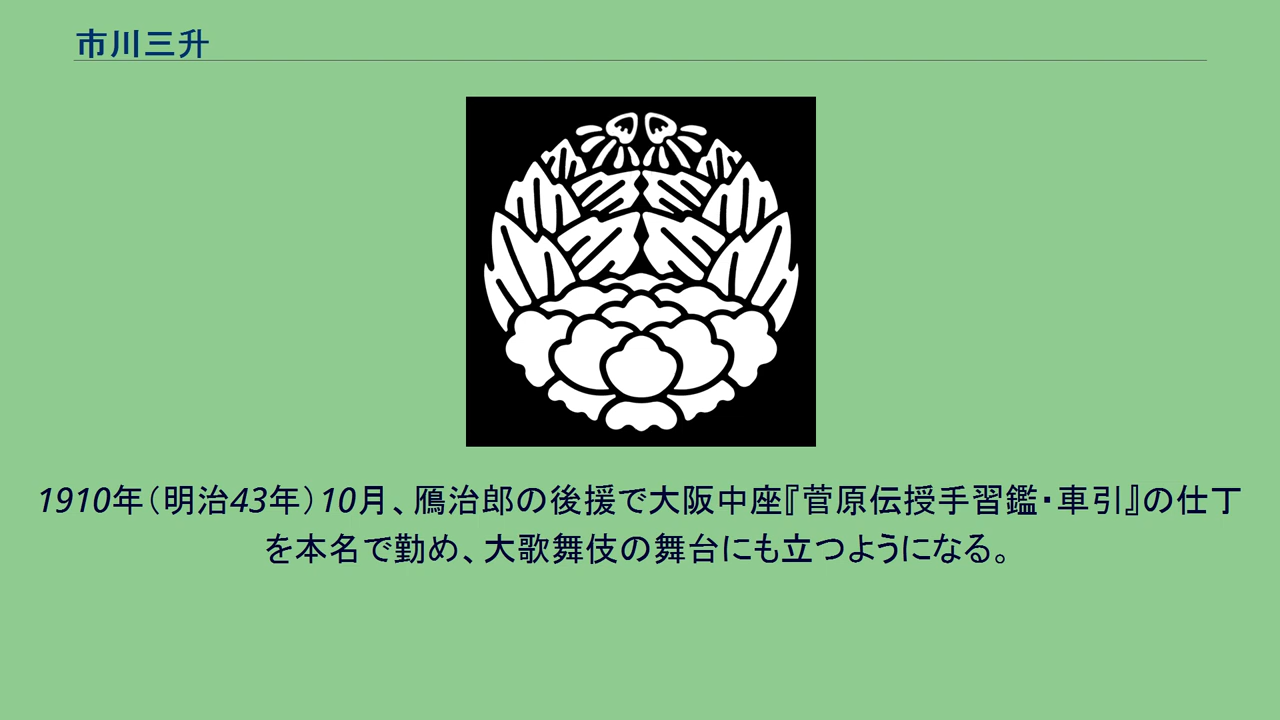 市川三升
1910年（明治43年）10月、鴈治郎の後援で大阪中座『菅原伝授手習鑑・車引』の仕丁
を本名で勤め、大歌舞伎の舞台にも立つようになる。